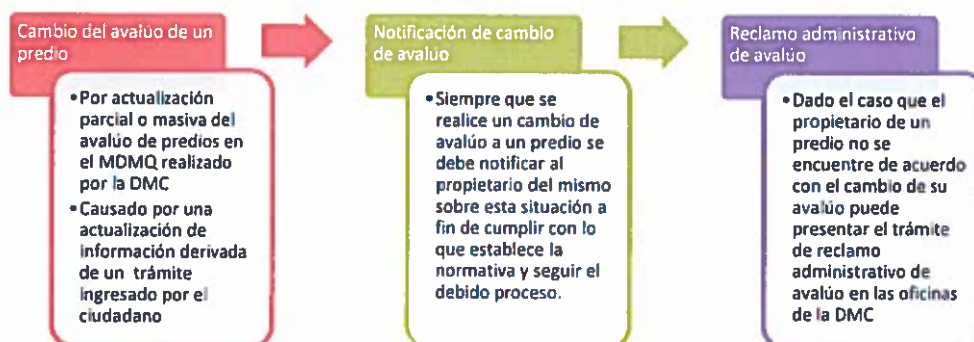 Cambio del avalúo de un
predio
• Por actualización
parcial o masiva del
avalúo de predios en
el MDMQ realizado
por la DMC
• Causado por una
actualización de
información derivada
de un trámite
ingresado por el
ciudadano
Notificación de cambio
de avalúo
• Siempre que se
realice un cambio de
avalúo a un predio se
debe notificar al
propietario del mismo
sobre esta situación a
fin de cumplir con lo
que establece la
normativa y seguir el
debido proceso.
Reclamo administrativo
de avalúo
• Dado el caso que el
propietario de un
predio no se
encuentre de acuerdo
con el cambio de su
avalúo puede
presentar el trámite
de reclamo
administrativo de
avalúo en las oficinas
de la DMC